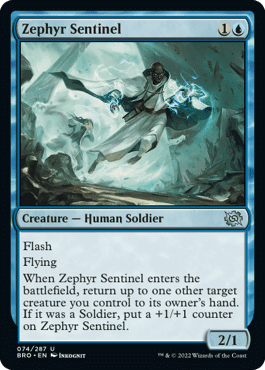 Zephyr Sentinel 1
Creature — Human Soldier
Flash
Flying
When Zephyr Sentinel enters the
battlefield, return up to one other target
creature you control to its owner's hand.
If it was a Soldier, put a +1/+1 counter
on Zephyr Sentinel.
2/1
074/287 U
BRO • EN Inkognit
™ & © 2022 Wizards of the Coast